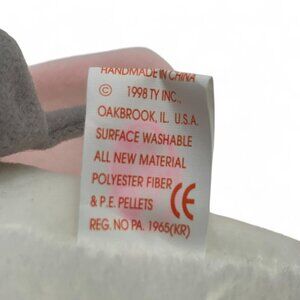 HANDMADE IN CHINA
© 1998 TY INC.,
OAKBROOK, IL. U.S.A.
SURFACE WASHABLE
ALL NEW MATERIAL
POLYESTER FIBER
& P.E. PELLETS CE
REG. NO PA. 1965(KR)